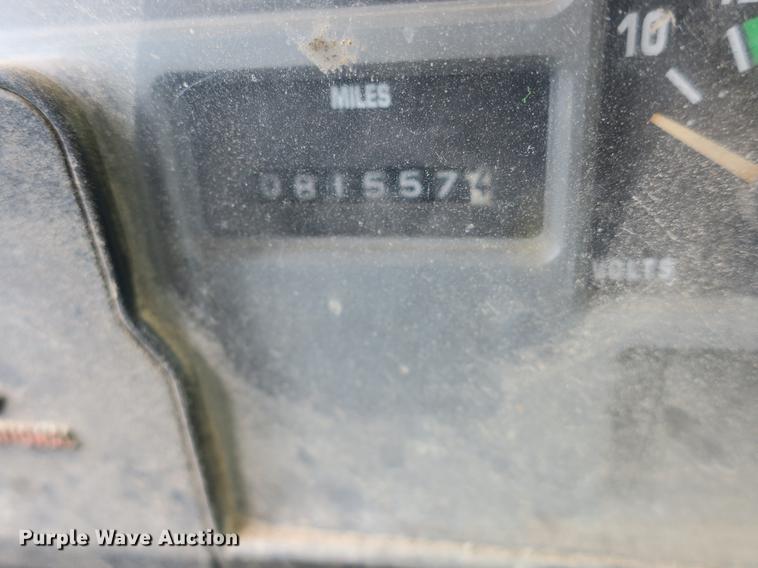 10
MILES
081557
VOLTS
Purple Wave Auction